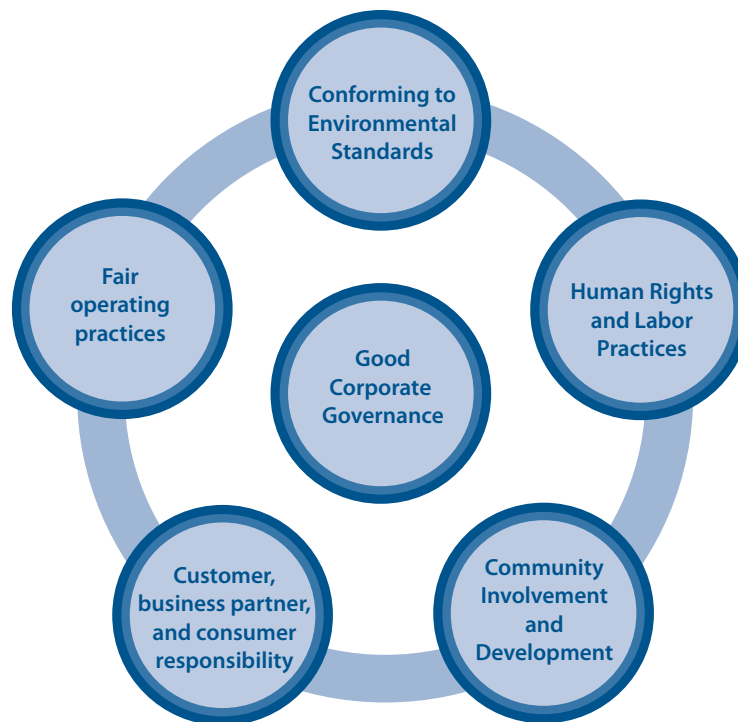 Conforming to
Environmental
Standards
Fair
operating
practices
Human Rights
and Labor
Practices
Good
Corporate
Governance
Customer,
business partner,
and consumer
responsibility
Community
Involvement
and
Development